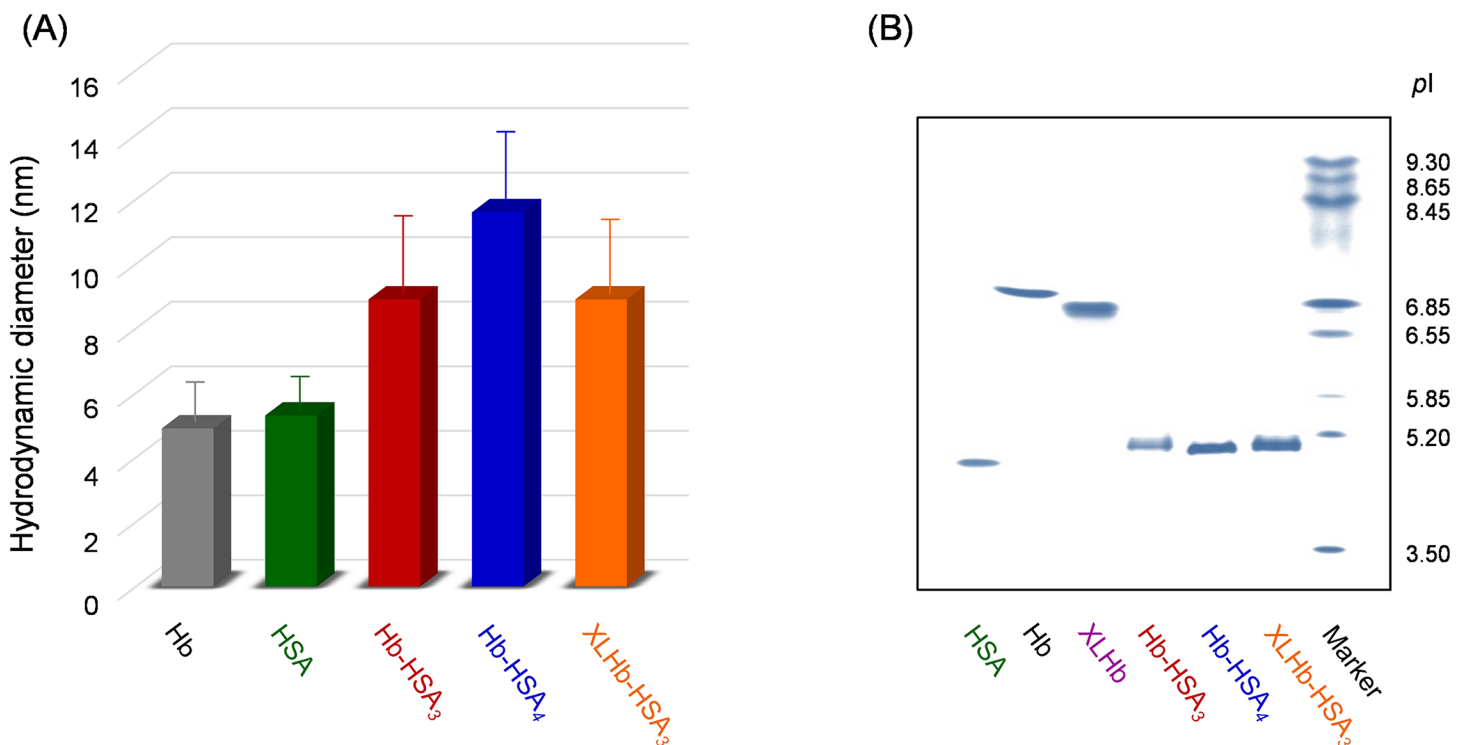 (A)
Hydrodynamic diameter (nm)
16
14
12
10
8
6
4
2
0
Hb
HSA
Hb-HSA₃
Hb-HSA₄
XLHb-HSA₃
(B)
pI
9.30
8.65
8.45
6.85
6.55
5.85
5.20
3.50
HSA
Hb
XLHb
Hb-HSA₃
Hb-HSA₄
XLHb-HSA₃
Marker